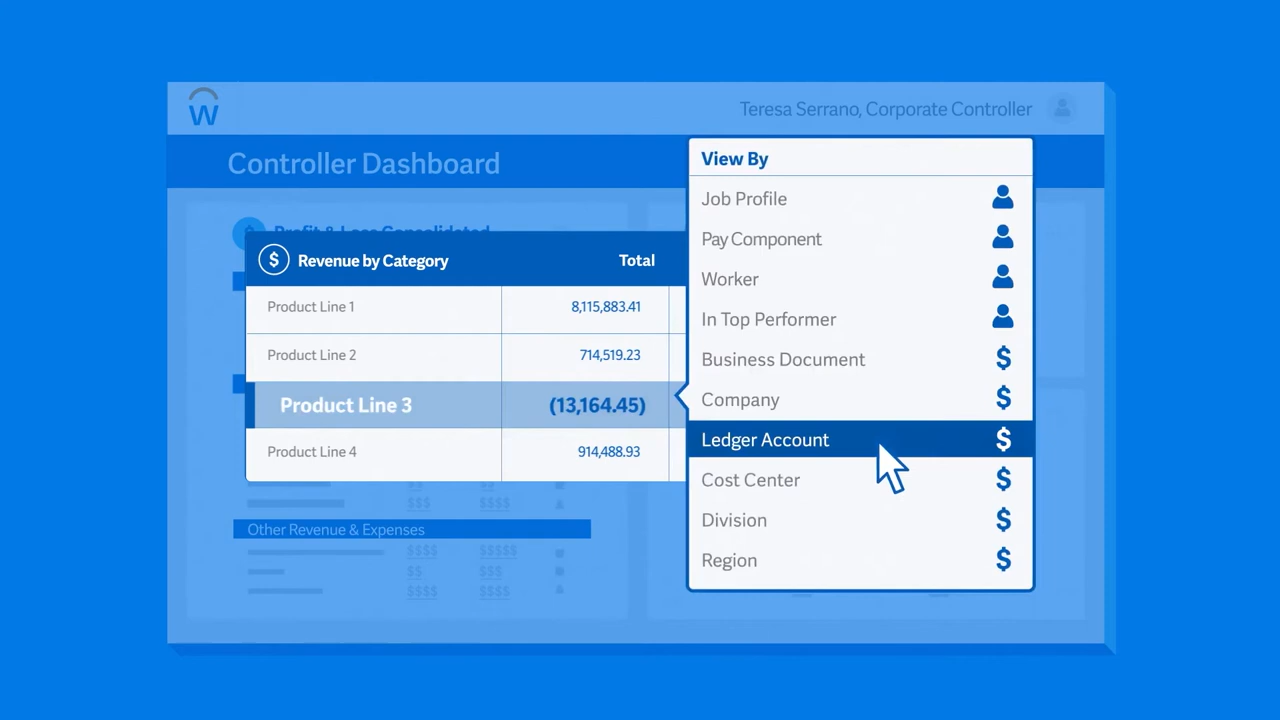 W
Teresa Serrano, Corporate Controller
Controller Dashboard
Profit & Loss Consolidated
$ Revenue by Category Total
Product Line 1 8,115,883.41
Product Line 2 714,519.23
Product Line 3 (13,164.45)
Product Line 4 914,488.93
$$$ $$$$
Other Revenue & Expenses
$$$$ $$$$$
$$ $$$
$$$$ $$$$
View By
Job Profile
Pay Component
Worker
In Top Performer
Business Document $
Company $
Ledger Account $
Cost Center $
Division $
Region $